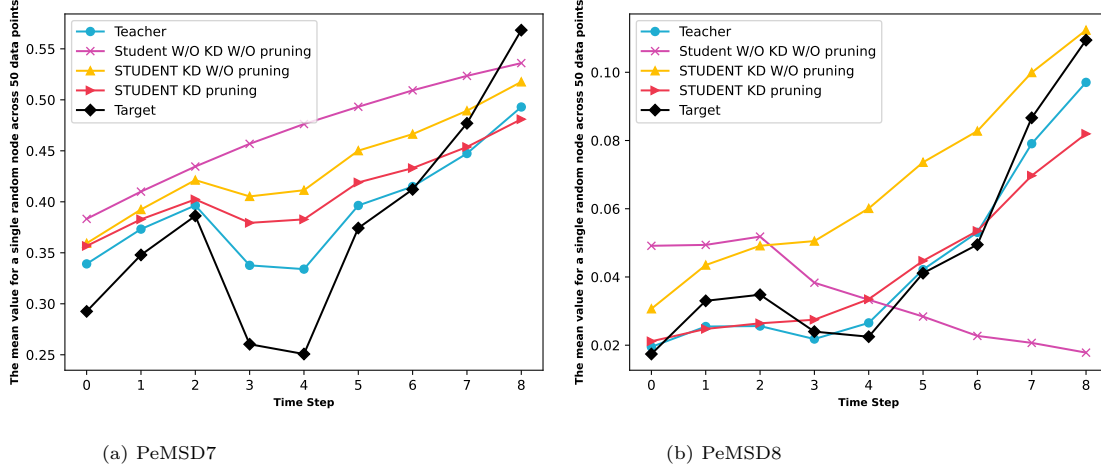 The mean value for a single random node across 50 data points
0.55
0.50
0.45
0.40
0.35
0.30
0.25
Teacher
Student W/O KD W/O pruning
STUDENT KD W/O pruning
STUDENT KD pruning
Target
0 1 2 3 4 5 6 7 8
Time Step
(a) PeMSD7
The mean value for a single random node across 50 data points
0.10
0.08
0.06
0.04
0.02
Teacher
Student W/O KD W/O pruning
STUDENT KD W/O pruning
STUDENT KD pruning
Target
0 1 2 3 4 5 6 7 8
Time Step
(b) PeMSD8